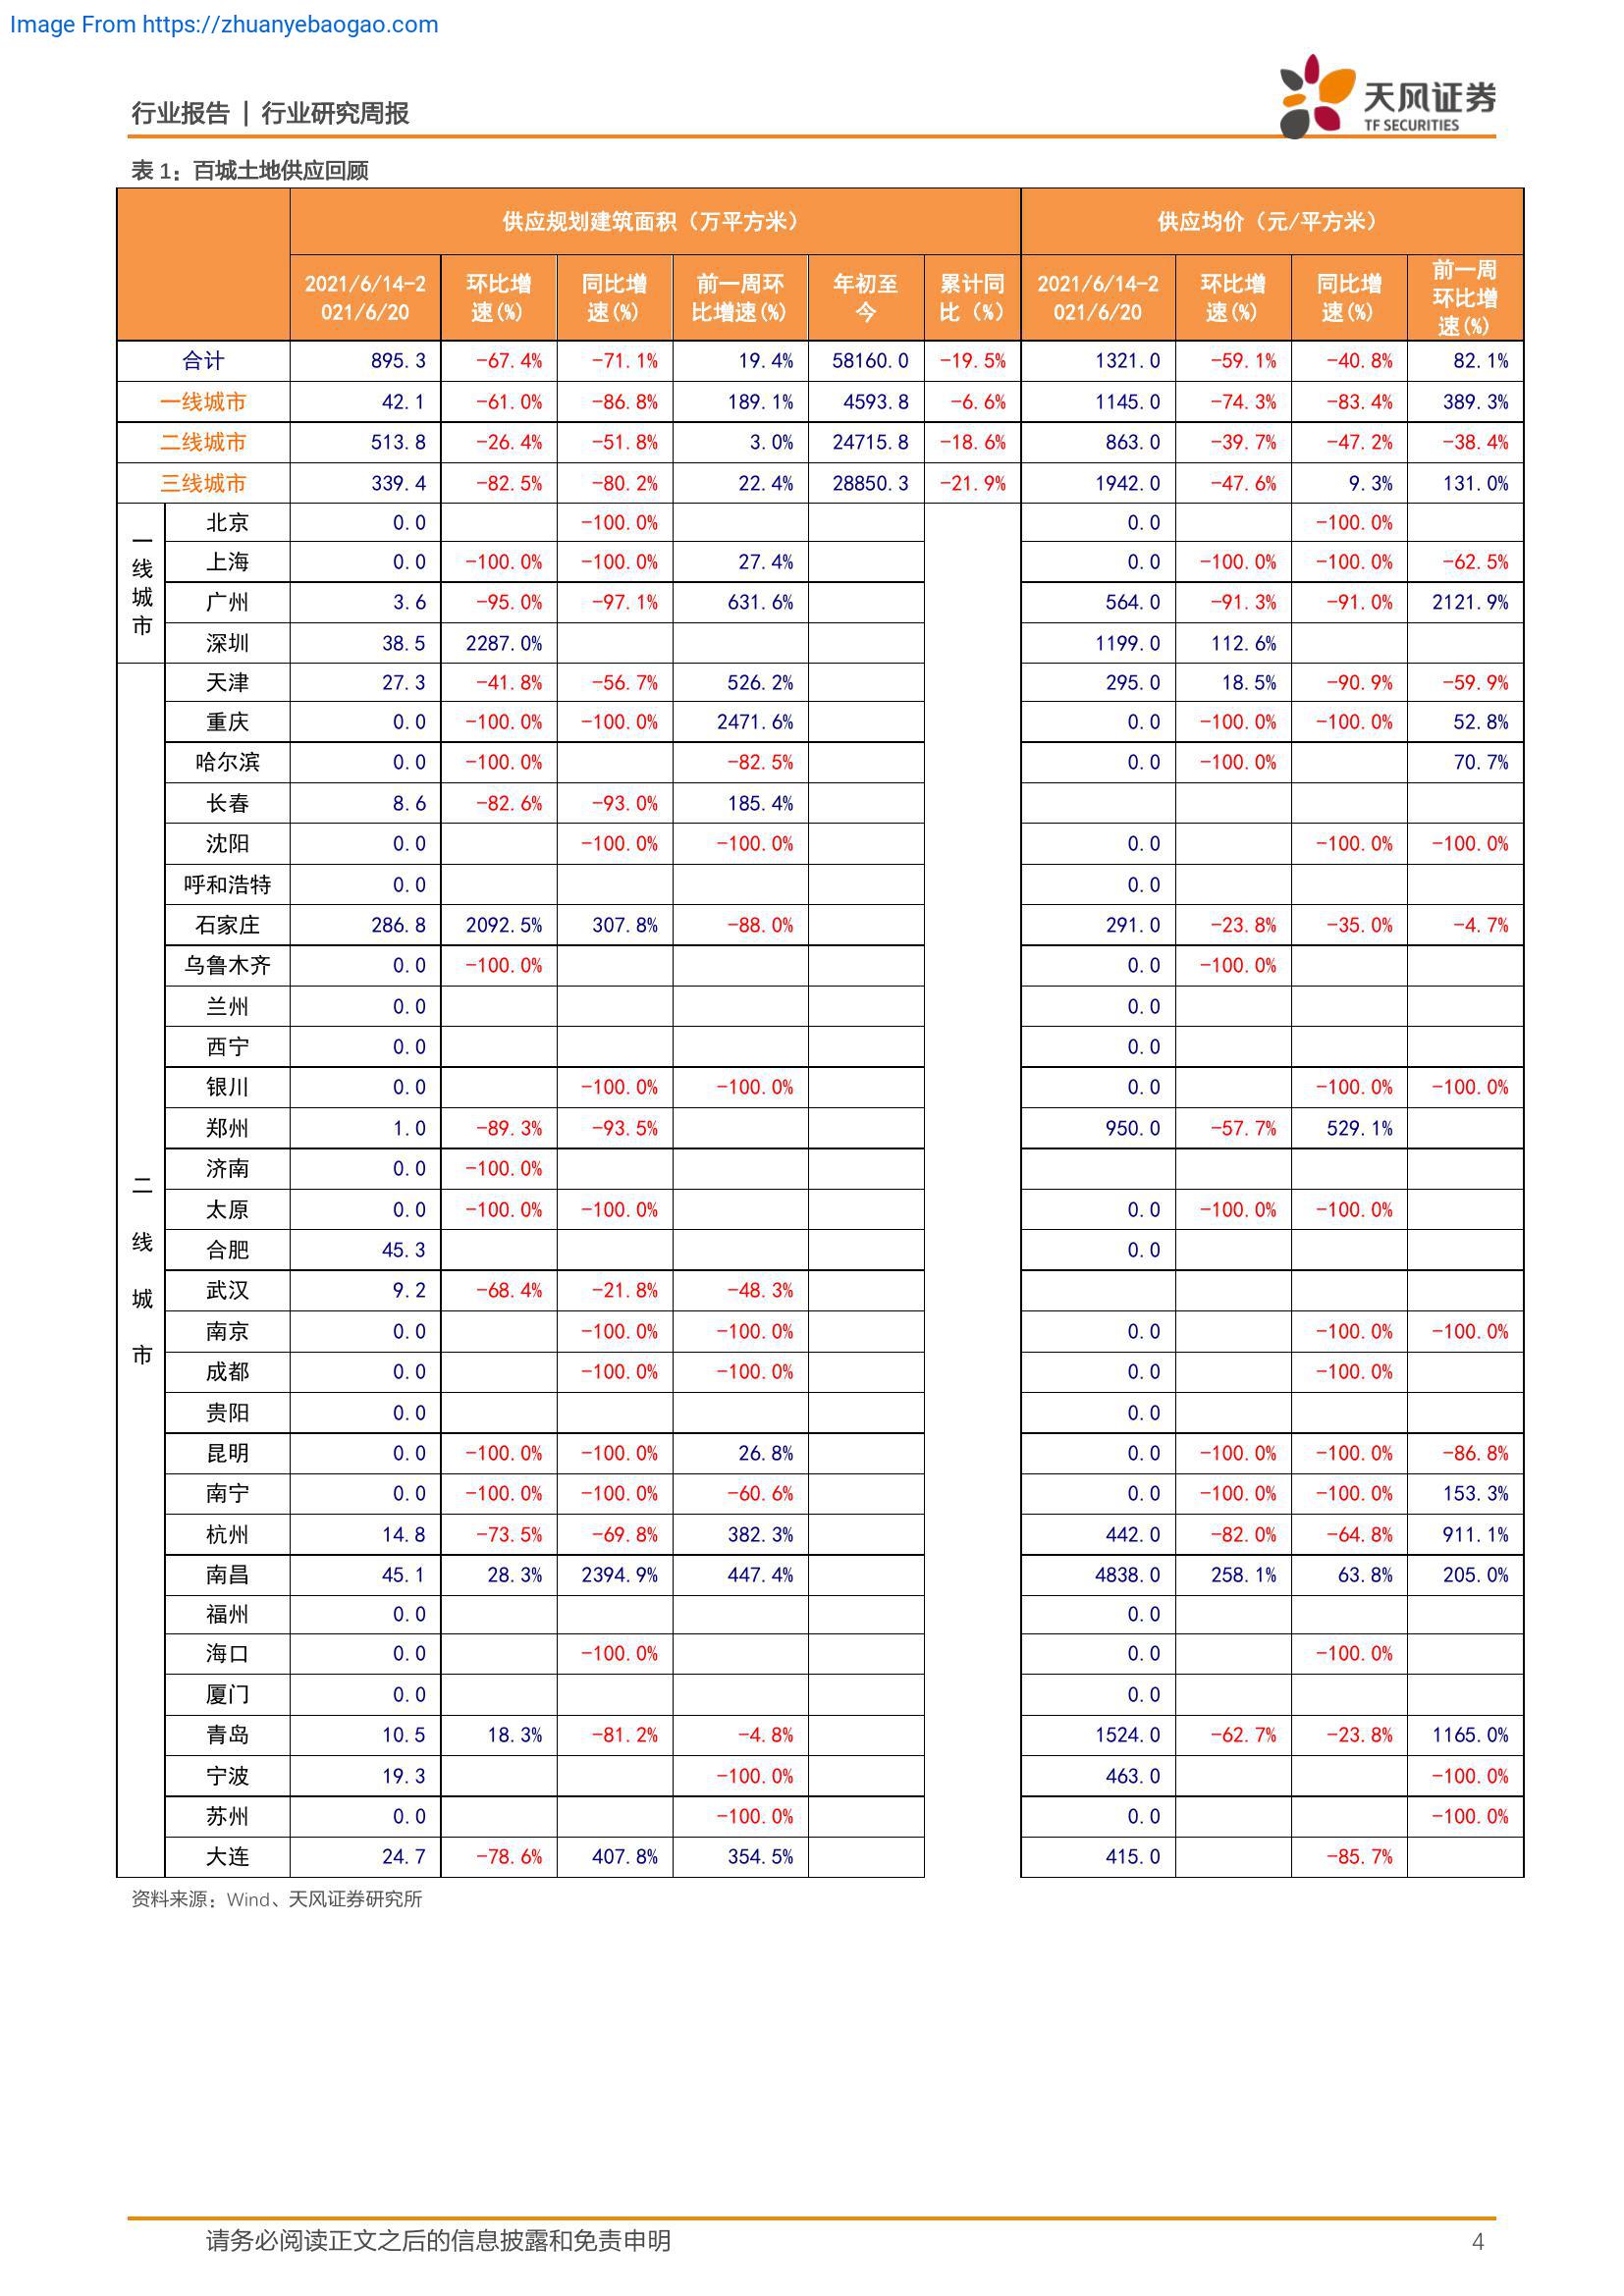 Image From https://zhuanyebaogao.com
行业报告 | 行业研究周报
天风证券
TF SECURITIES
表 1：百城土地供应回顾
供应规划建筑面积（万平方米） 供应均价（元/平方米）
2021/6/14-2021/6/20 环比增速(%) 同比增速(%) 前一周环比增速(%) 年初至今 累计同比（%） 2021/6/14-2021/6/20 环比增速(%) 同比增速(%) 前一周环比增速(%)
合计 895.3 -67.4% -71.1% 19.4% 58160.0 -19.5% 1321.0 -59.1% -40.8% 82.1%
一线城市 42.1 -61.0% -86.8% 189.1% 4593.8 -6.6% 1145.0 -74.3% -83.4% 389.3%
二线城市 513.8 -26.4% -51.8% 3.0% 24715.8 -18.6% 863.0 -39.7% -47.2% -38.4%
三线城市 339.4 -82.5% -80.2% 22.4% 28850.3 -21.9% 1942.0 -47.6% 9.3% 131.0%
一线城市
北京 0.0 -100.0% 0.0 -100.0%
上海 0.0 -100.0% -100.0% 27.4% 0.0 -100.0% -100.0% -62.5%
广州 3.6 -95.0% -97.1% 631.6% 564.0 -91.3% -91.0% 2121.9%
深圳 38.5 2287.0% 1199.0 112.6%
二线城市
天津 27.3 -41.8% -56.7% 526.2% 295.0 18.5% -90.9% -59.9%
重庆 0.0 -100.0% -100.0% 2471.6% 0.0 -100.0% -100.0% 52.8%
哈尔滨 0.0 -100.0% -82.5% 0.0 -100.0% 70.7%
长春 8.6 -82.6% -93.0% 185.4%
沈阳 0.0 -100.0% -100.0% 0.0 -100.0% -100.0%
呼和浩特 0.0 0.0
石家庄 286.8 2092.5% 307.8% -88.0% 291.0 -23.8% -35.0% -4.7%
乌鲁木齐 0.0 -100.0% 0.0 -100.0%
兰州 0.0 0.0
西宁 0.0 0.0
银川 0.0 -100.0% -100.0% 0.0 -100.0% -100.0%
郑州 1.0 -89.3% -93.5% 950.0 -57.7% 529.1%
济南 0.0 -100.0%
太原 0.0 -100.0% -100.0% 0.0 -100.0% -100.0%
合肥 45.3 0.0
武汉 9.2 -68.4% -21.8% -48.3%
南京 0.0 -100.0% -100.0% 0.0 -100.0% -100.0%
成都 0.0 -100.0% -100.0% 0.0 -100.0%
贵阳 0.0 0.0
昆明 0.0 -100.0% -100.0% 26.8% 0.0 -100.0% -100.0% -86.8%
南宁 0.0 -100.0% -100.0% -60.6% 0.0 -100.0% -100.0% 153.3%
杭州 14.8 -73.5% -69.8% 382.3% 442.0 -82.0% -64.8% 911.1%
南昌 45.1 28.3% 2394.9% 447.4% 4838.0 258.1% 63.8% 205.0%
福州 0.0 0.0
海口 0.0 -100.0% 0.0 -100.0%
厦门 0.0 0.0
青岛 10.5 18.3% -81.2% -4.8% 1524.0 -62.7% -23.8% 1165.0%
宁波 19.3 -100.0% 463.0 -100.0%
苏州 0.0 -100.0% 0.0 -100.0%
大连 24.7 -78.6% 407.8% 354.5% 415.0 -85.7%
资料来源：Wind、天风证券研究所
请务必阅读正文之后的信息披露和免责申明 4